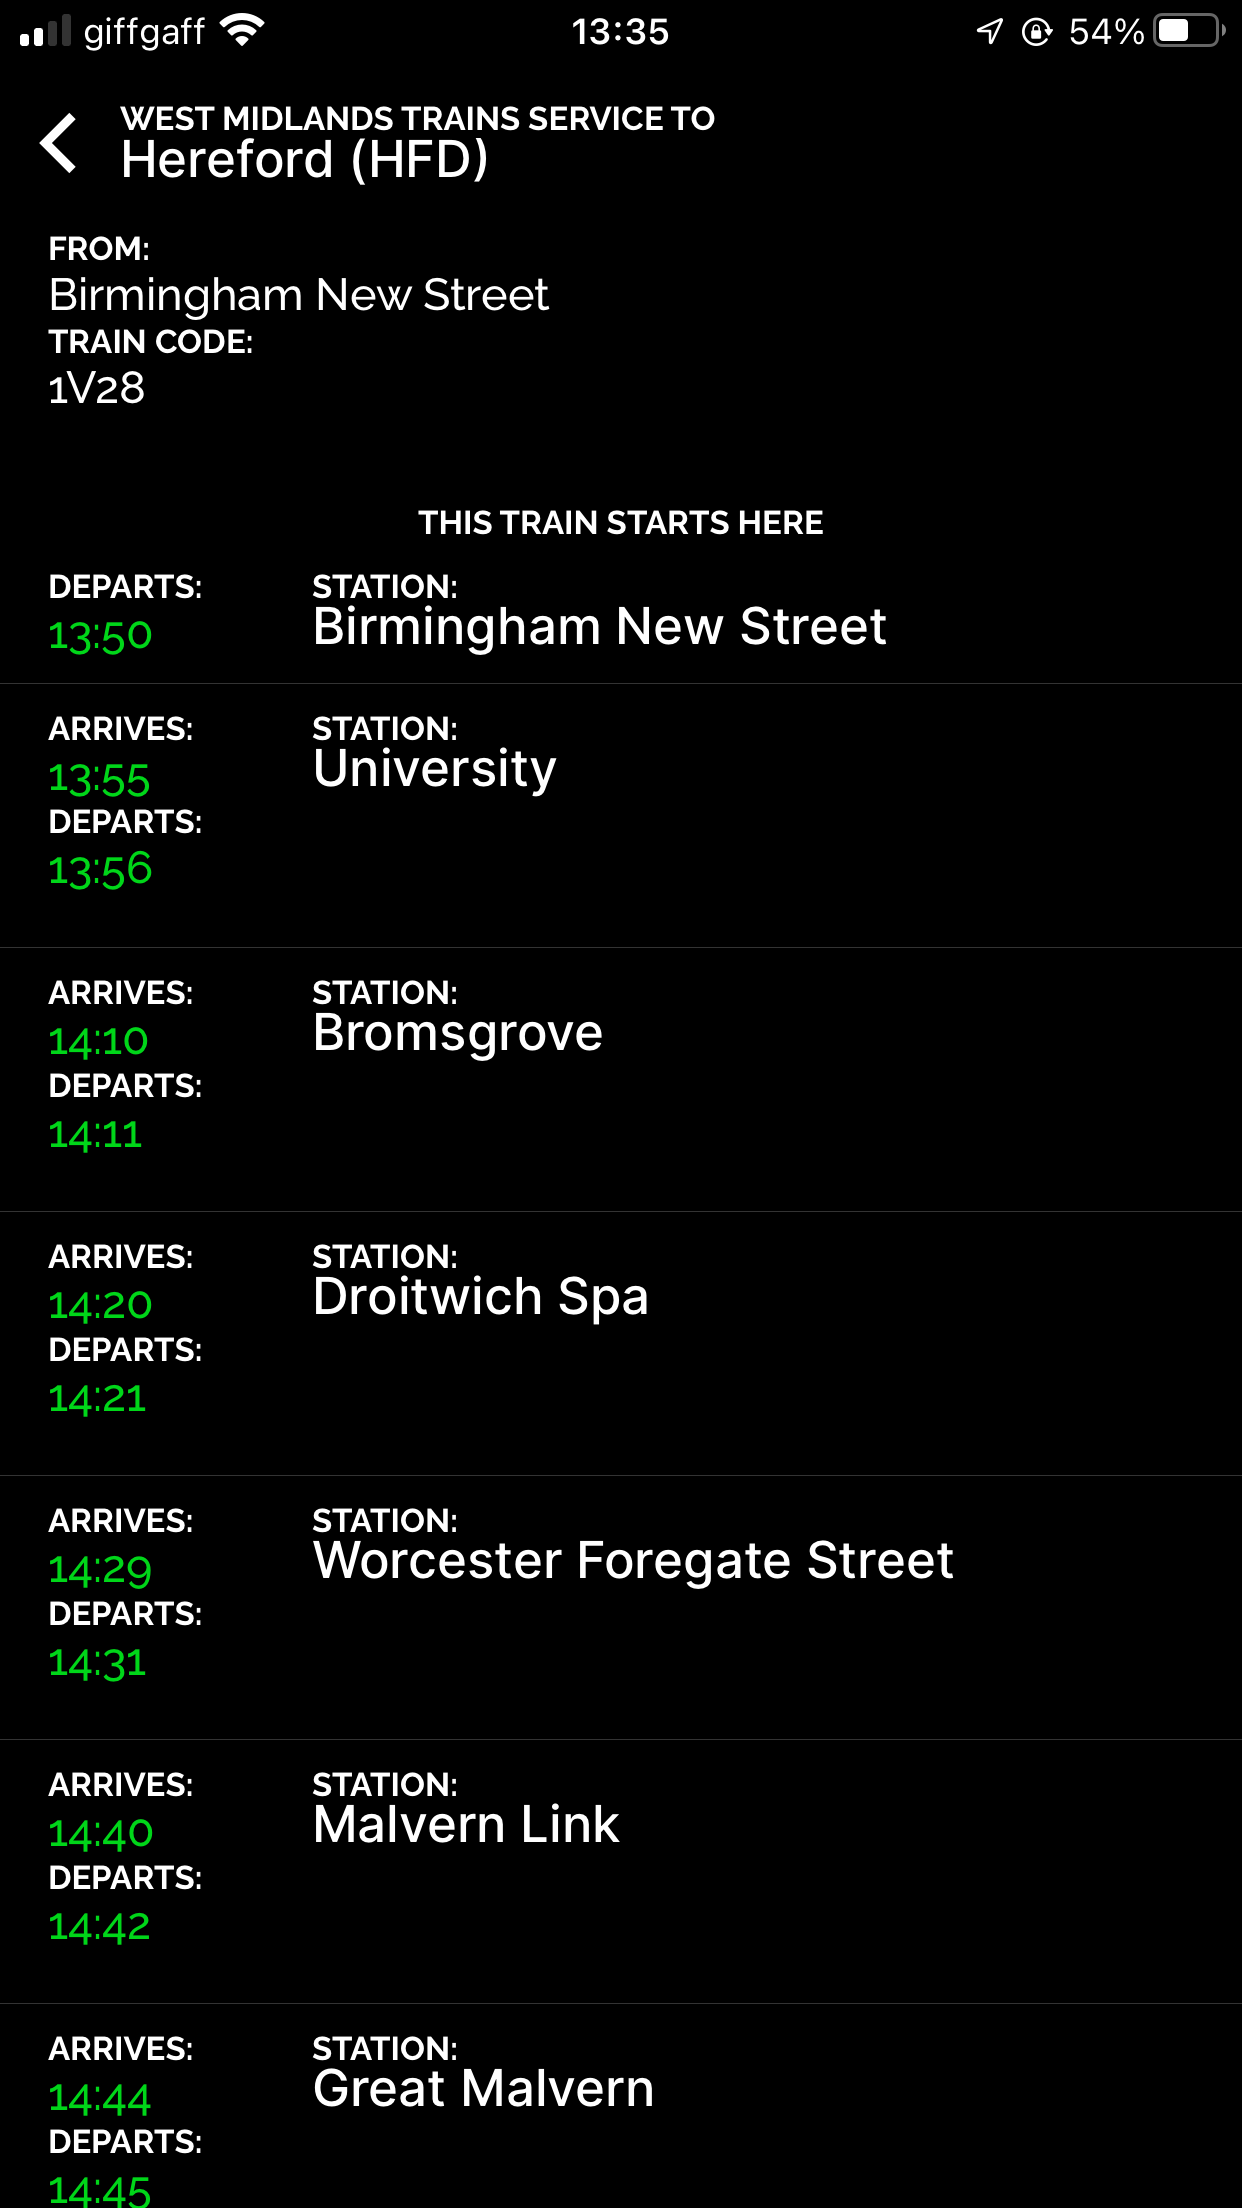 giffgaff 13:35 54%
WEST MIDLANDS TRAINS SERVICE TO
Hereford (HFD)
FROM:
Birmingham New Street
TRAIN CODE:
1V28
THIS TRAIN STARTS HERE
DEPARTS: STATION:
13:50 Birmingham New Street
ARRIVES: STATION:
13:55 University
DEPARTS:
13:56
ARRIVES: STATION:
14:10 Bromsgrove
DEPARTS:
14:11
ARRIVES: STATION:
14:20 Droitwich Spa
DEPARTS:
14:21
ARRIVES: STATION:
14:29 Worcester Foregate Street
DEPARTS:
14:31
ARRIVES: STATION:
14:40 Malvern Link
DEPARTS:
14:42
ARRIVES: STATION:
14:44 Great Malvern
DEPARTS:
14:45